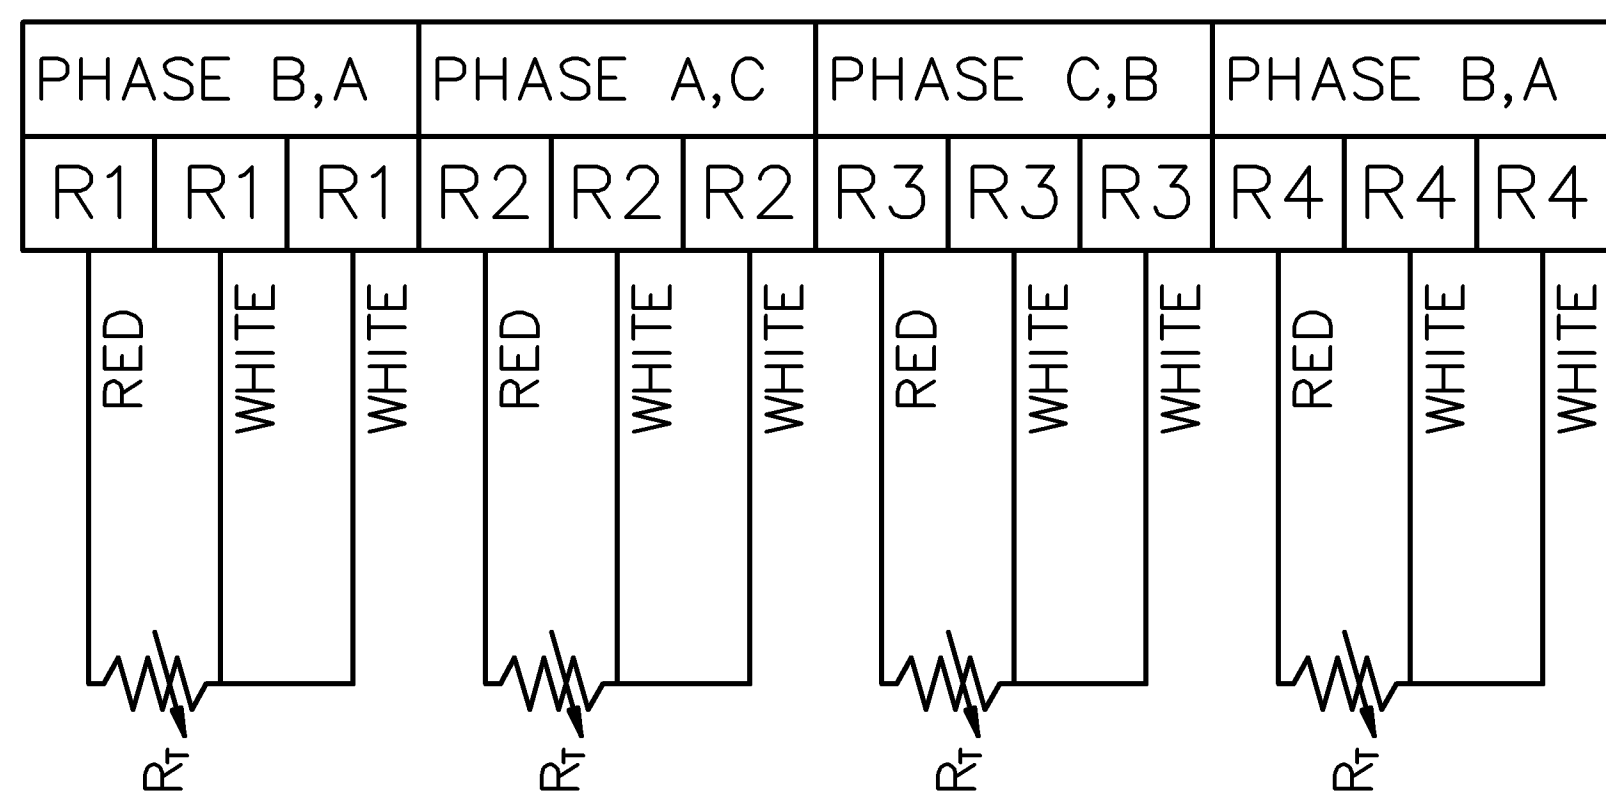 PHASE B,A PHASE A,C PHASE C,B PHASE B,A
R1 R1 R1 R2 R2 R2 R3 R3 R3 R4 R4 R4
RED WHITE WHITE RED WHITE WHITE RED WHITE WHITE RED WHITE WHITE
RT RT RT RT